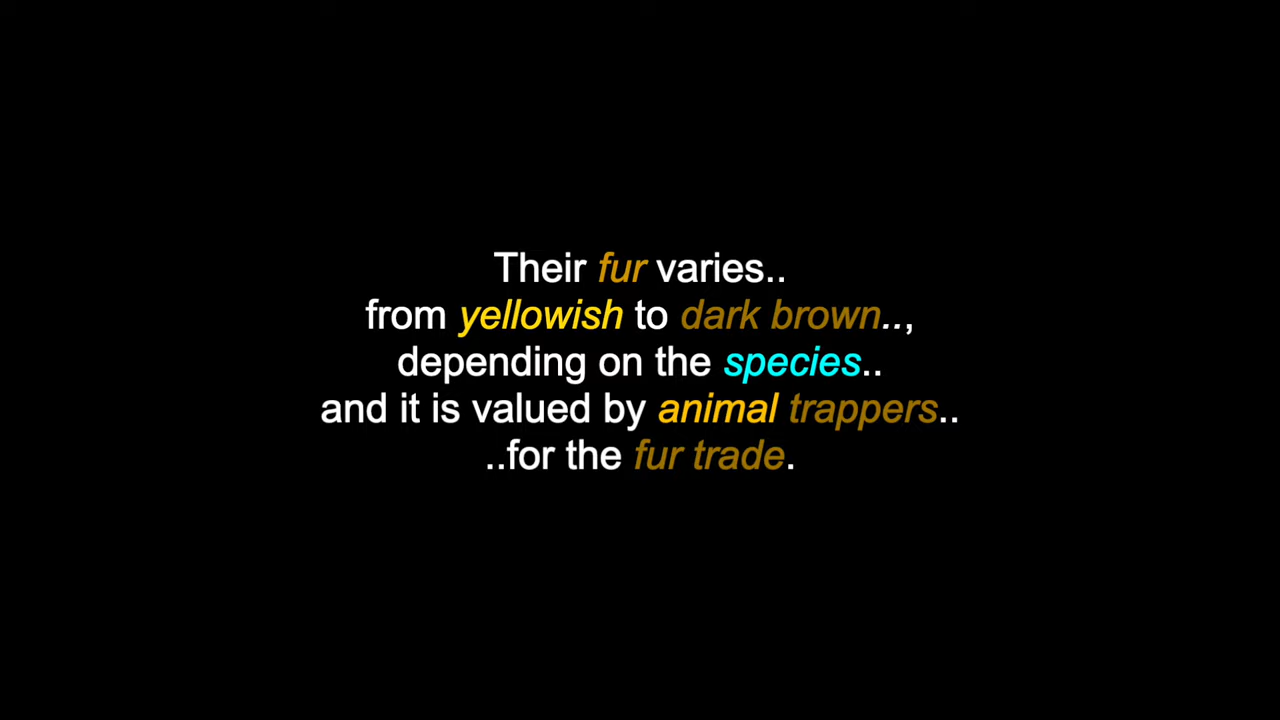 Their fur varies..
from yellowish to dark brown..,
depending on the species..
and it is valued by animal trappers..
..for the fur trade.